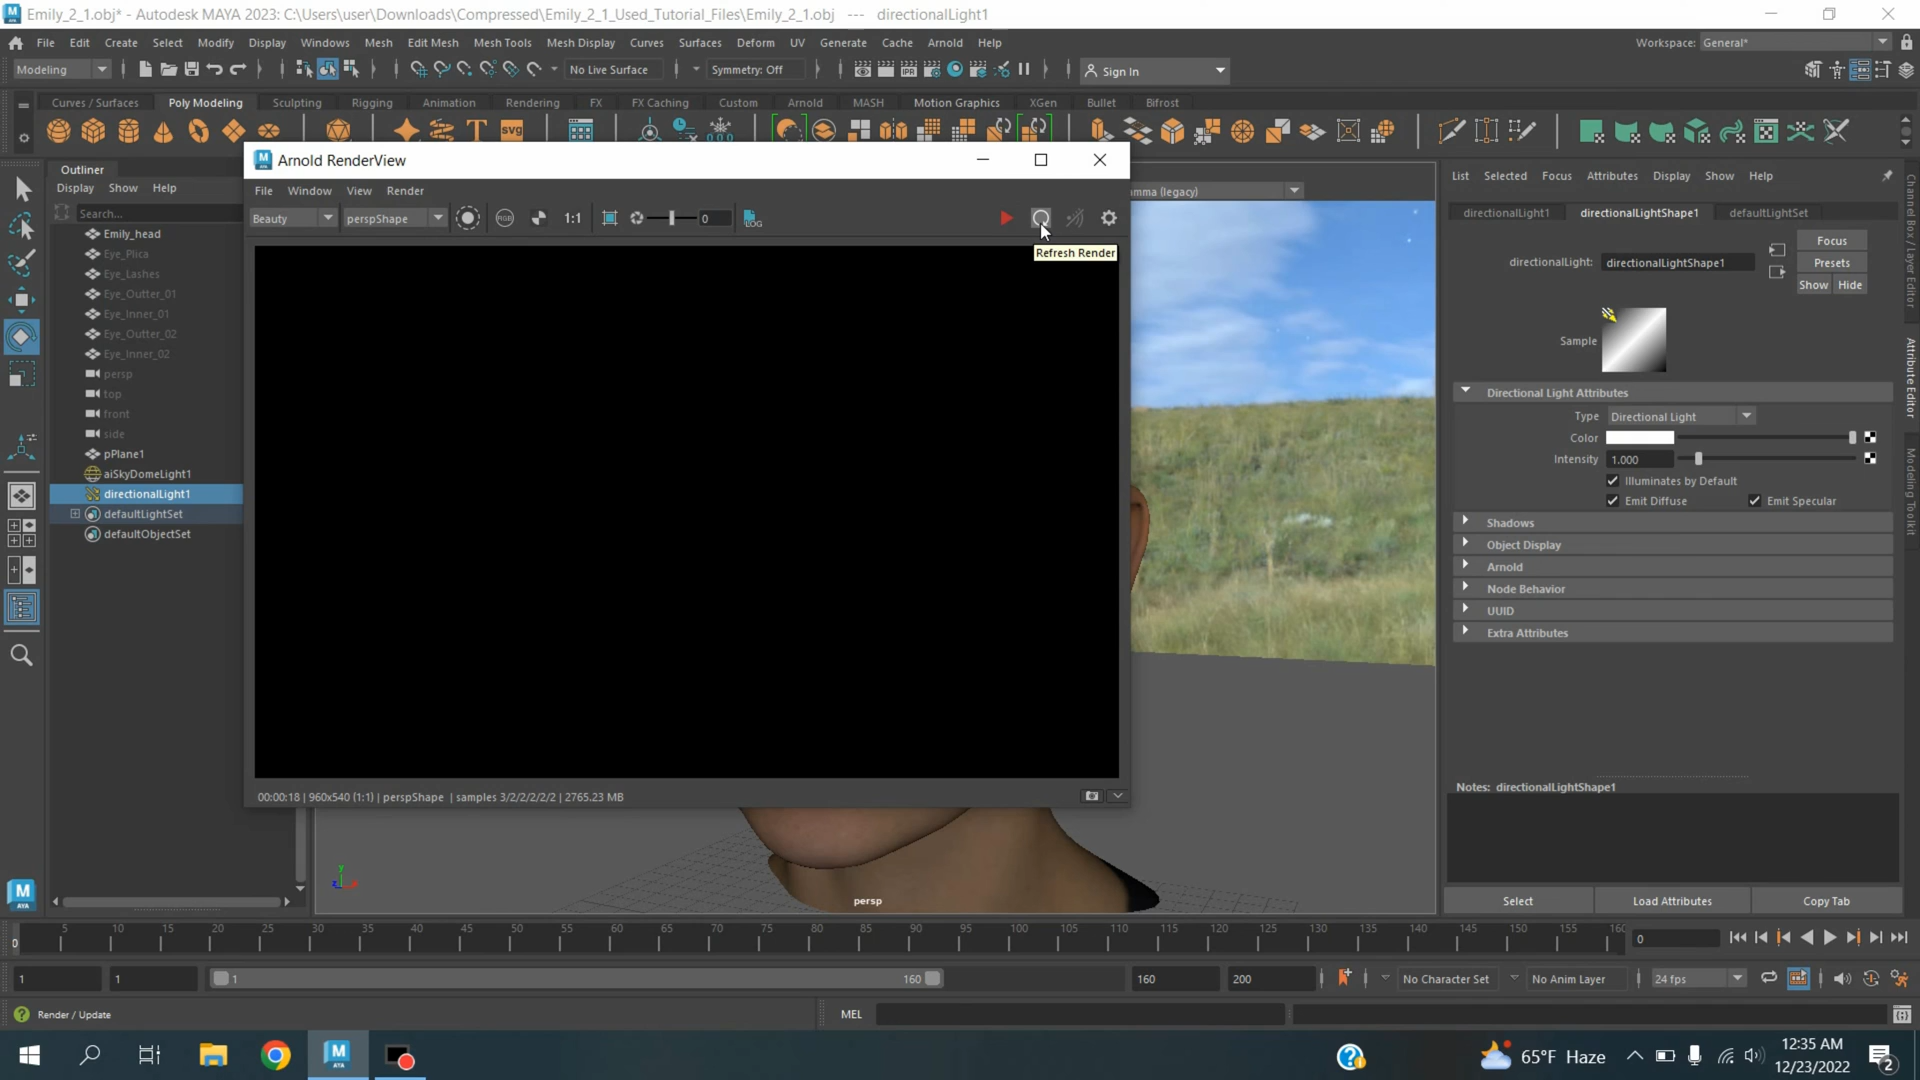 Emily_2_1.obj* - Autodesk MAYA 2023: C:\Users\user\Downloads\Compressed\Emily_2_1_Used_Tutorial_Files\Emily_2_1.obj --- directionalLight1
File Edit Create Select Modify Display Windows Mesh Edit Mesh Mesh Tools Mesh Display Curves Surfaces Deform UV Generate Cache Arnold Help
Workspace: General*
Modeling
No Live Surface
Symmetry: Off
Sign In
Curves / Surfaces Poly Modeling Sculpting Rigging Animation Rendering FX FX Caching Custom Arnold MASH Motion Graphics XGen Bullet Bifrost
Outliner
Display Show Help
Search...
Emily_head
Eye_Plica
Eye_Lashes
Eye_Outter_01
Eye_Inner_01
Eye_Outter_02
Eye_Inner_02
persp
top
front
side
pPlane1
aiSkyDomeLight1
directionalLight1
defaultLightSet
defaultObjectSet
Arnold RenderView
File Window View Render
Beauty
perspShape
1:1
0
LOG
Refresh Render
00:00:18 | 960x540 (1:1) | perspShape | samples 3/2/2/2/2/2 | 2765.23 MB
mma (legacy)
persp
List Selected Focus Attributes Display Show Help
directionalLight1 directionalLightShape1 defaultLightSet
directionalLight: directionalLightShape1
Focus
Presets
Show Hide
Sample
Directional Light Attributes
Type Directional Light
Color
Intensity 1.000
Illuminates by Default
Emit Diffuse Emit Specular
Shadows
Object Display
Arnold
Node Behavior
UUID
Extra Attributes
Notes: directionalLightShape1
Select Load Attributes Copy Tab
Channel Box / Layer Editor
Attribute Editor
Modeling Toolkit
0 5 10 15 20 25 30 35 40 45 50 55 60 65 70 75 80 85 90 95 100 105 110 115 120 125 130 135 140 145 150 155 160
0
1 1 1 160 160 200
No Character Set
No Anim Layer
24 fps
Render / Update
MEL
65°F Haze
12:35 AM
12/23/2022
2